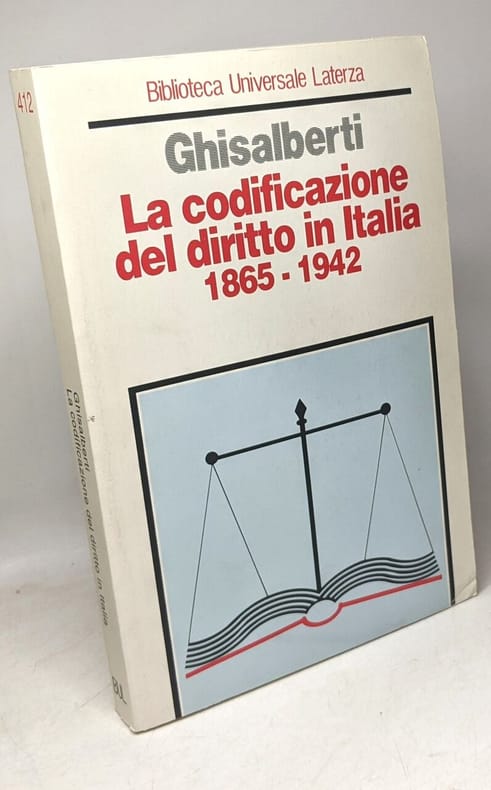 Biblioteca Universale Laterza
Ghisalberti
La codificazione
del diritto in Italia
1865 - 1942
412
Ghisalberti
La codificazione del diritto in Italia
BUL